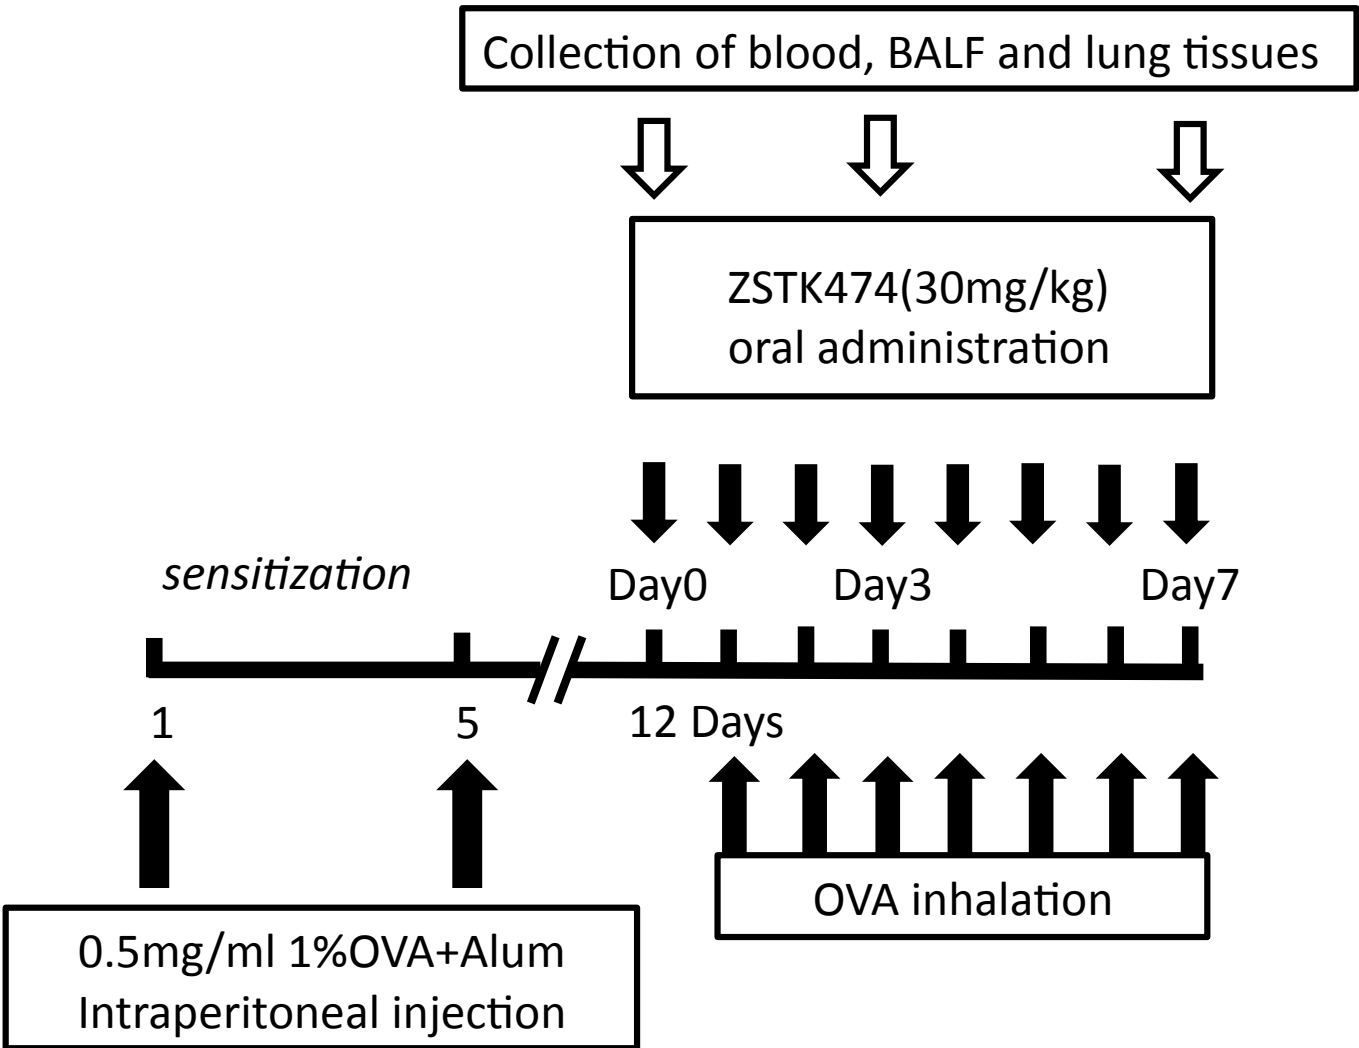 Collection of blood, BALF and lung tissues
ZSTK474(30mg/kg)
oral administration
sensitization
Day0
Day3
Day7
1
5
12 Days
OVA inhalation
0.5mg/ml 1%OVA+Alum
Intraperitoneal injection